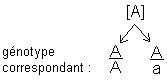 [A]
génotype A A
correspondant : A a